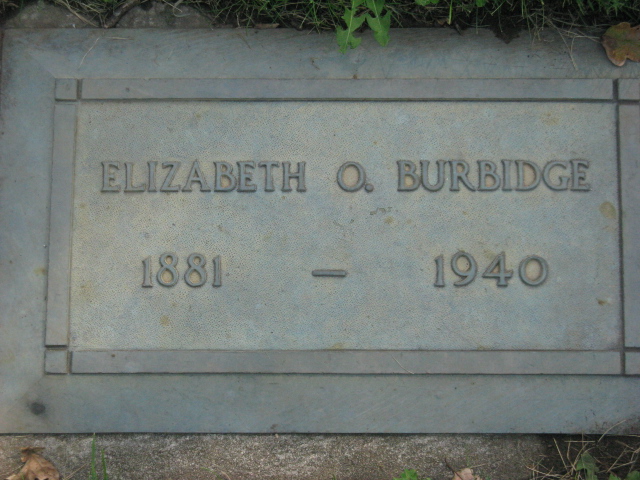 ELIZABETH O. BURBIDGE
1881 — 1940